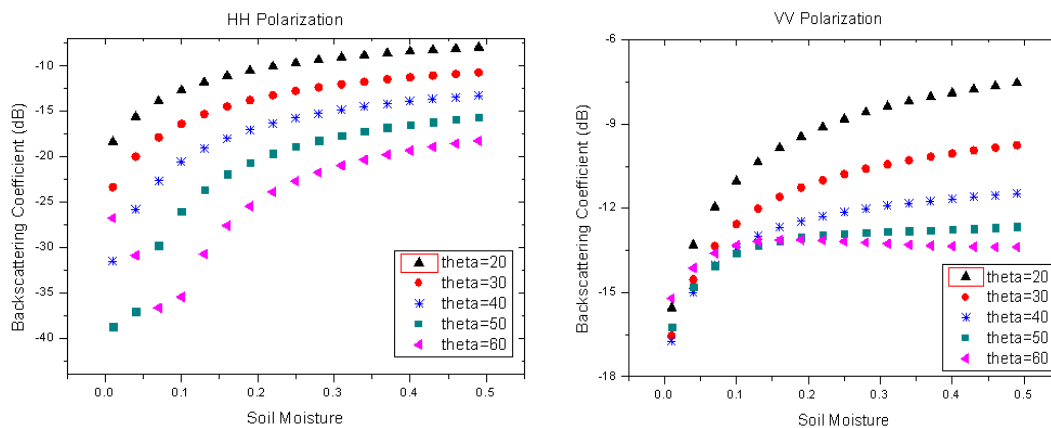 HH Polarization
Backscattering Coefficient (dB)
-10
-15
-20
-25
-30
-35
-40
theta=20
theta=30
theta=40
theta=50
theta=60
0.0 0.1 0.2 0.3 0.4 0.5
Soil Moisture
VV Polarization
Backscattering Coefficient (dB)
-6
-9
-12
-15
-18
theta=20
theta=30
theta=40
theta=50
theta=60
0.0 0.1 0.2 0.3 0.4 0.5
Soil Moisture